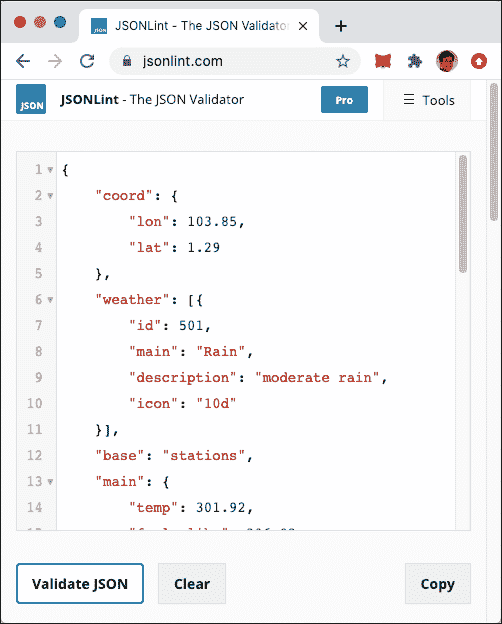 JSONLint - The JSON Validator
jsonlint.com
JSON
JSONLint - The JSON Validator
Pro
Tools
1 {
2 "coord": {
3 "lon": 103.85,
4 "lat": 1.29
5 },
6 "weather": [{
7 "id": 501,
8 "main": "Rain",
9 "description": "moderate rain",
10 "icon": "10d"
11 }],
12 "base": "stations",
13 "main": {
14 "temp": 301.92,
Validate JSON
Clear
Copy